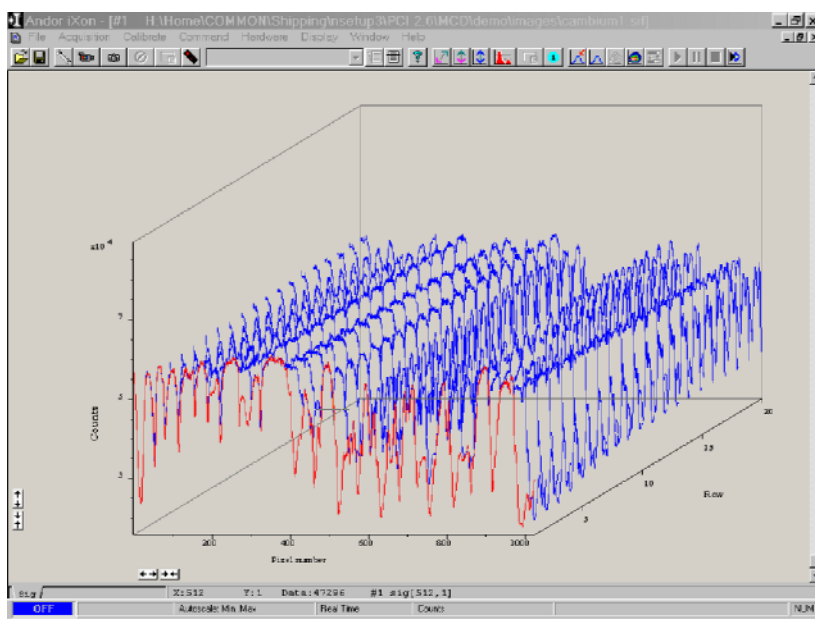 Andor iXon - [#1 H:\Home\COMMON\Shipping\nsetup3\PCI 2.6\MCD\demo\images\cambium1.sif]
File Acquisition Calibrate Command Hardware Display Window Help
x10 4
7
5
3
Counts
200 400 600 800 1000
Pixel number
5
10
15
20
Row
Sig
X:512 Y:1 Data:47286 #1 sig[512,1]
OFF Autoscale: Min..Max Real Time Counts NUM